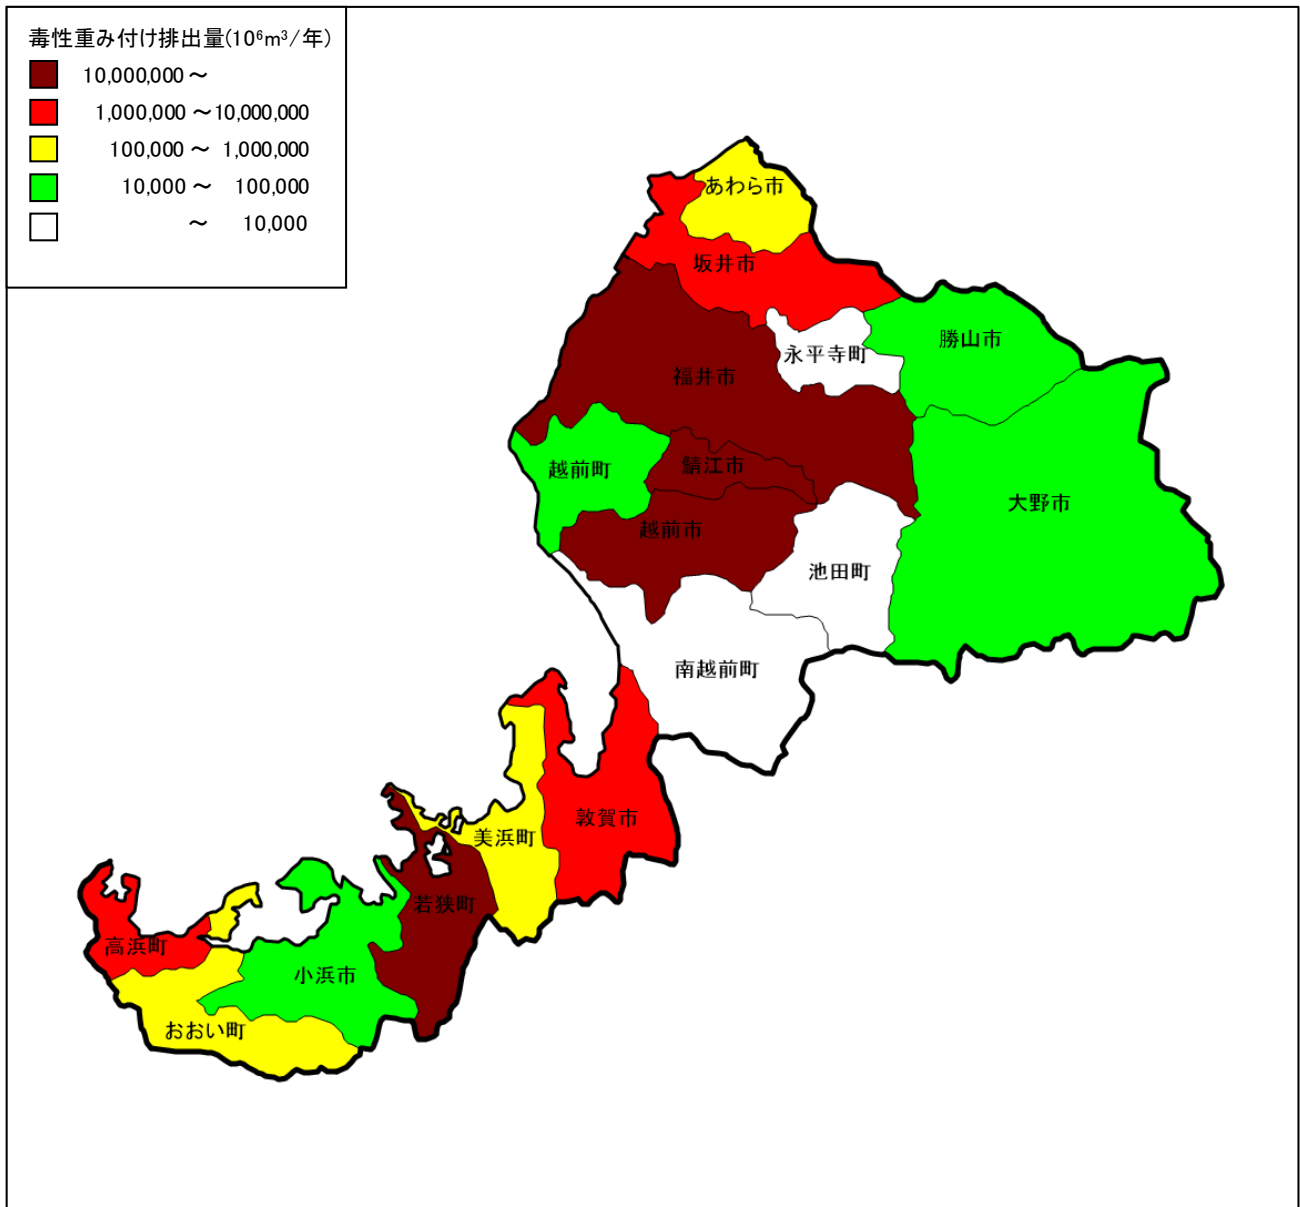 毒性重み付け排出量(10⁶m³/年)
10,000,000～
1,000,000～10,000,000
100,000～ 1,000,000
10,000～ 100,000
～ 10,000
あわら市
坂井市
勝山市
永平寺町
福井市
鯖江市
越前町
大野市
越前市
池田町
南越前町
敦賀市
美浜町
若狭町
高浜町
小浜市
おおい町